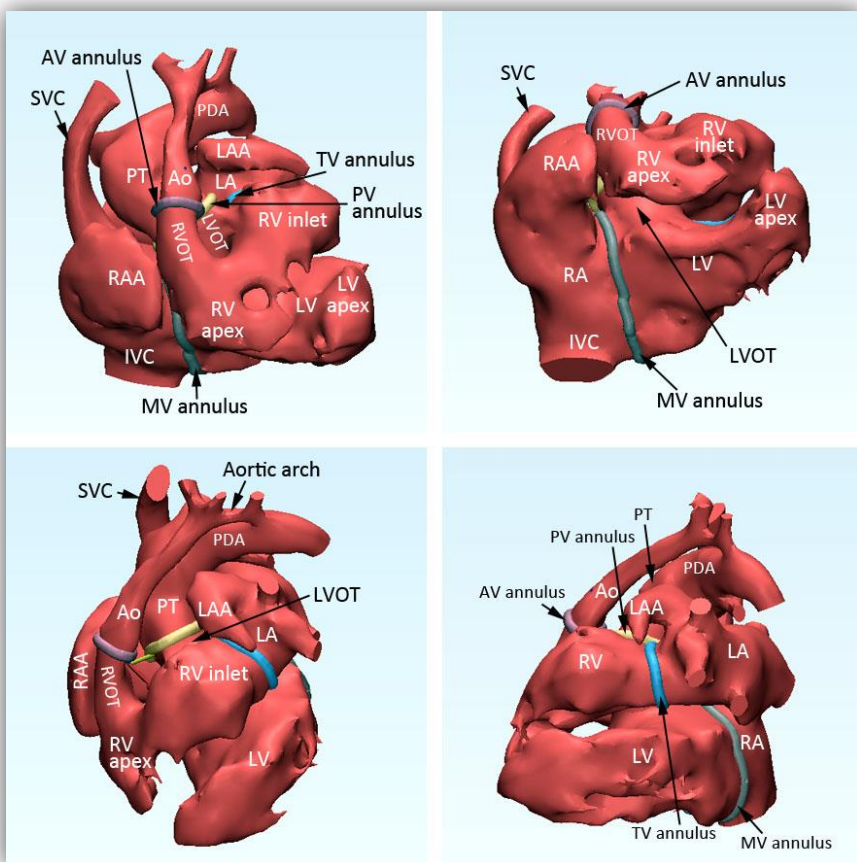 AV annulus
SVC
PDA
LAA
TV annulus
PT
Ao
LA
PV
annulus
RVOT
LVOT
RV inlet
RAA
RV
apex
LV
LV
apex
IVC
MV annulus
SVC
AV annulus
RVOT
RV
inlet
RAA
RV
apex
LV
apex
RA
LV
IVC
LVOT
MV annulus
Aortic arch
SVC
PDA
Ao
PT
LAA
LVOT
LA
RAA
RVOT
RV inlet
RV
apex
LV
PT
PV annulus
PDA
AV annulus
Ao
LAA
RV
LA
RA
LV
TV annulus
MV annulus